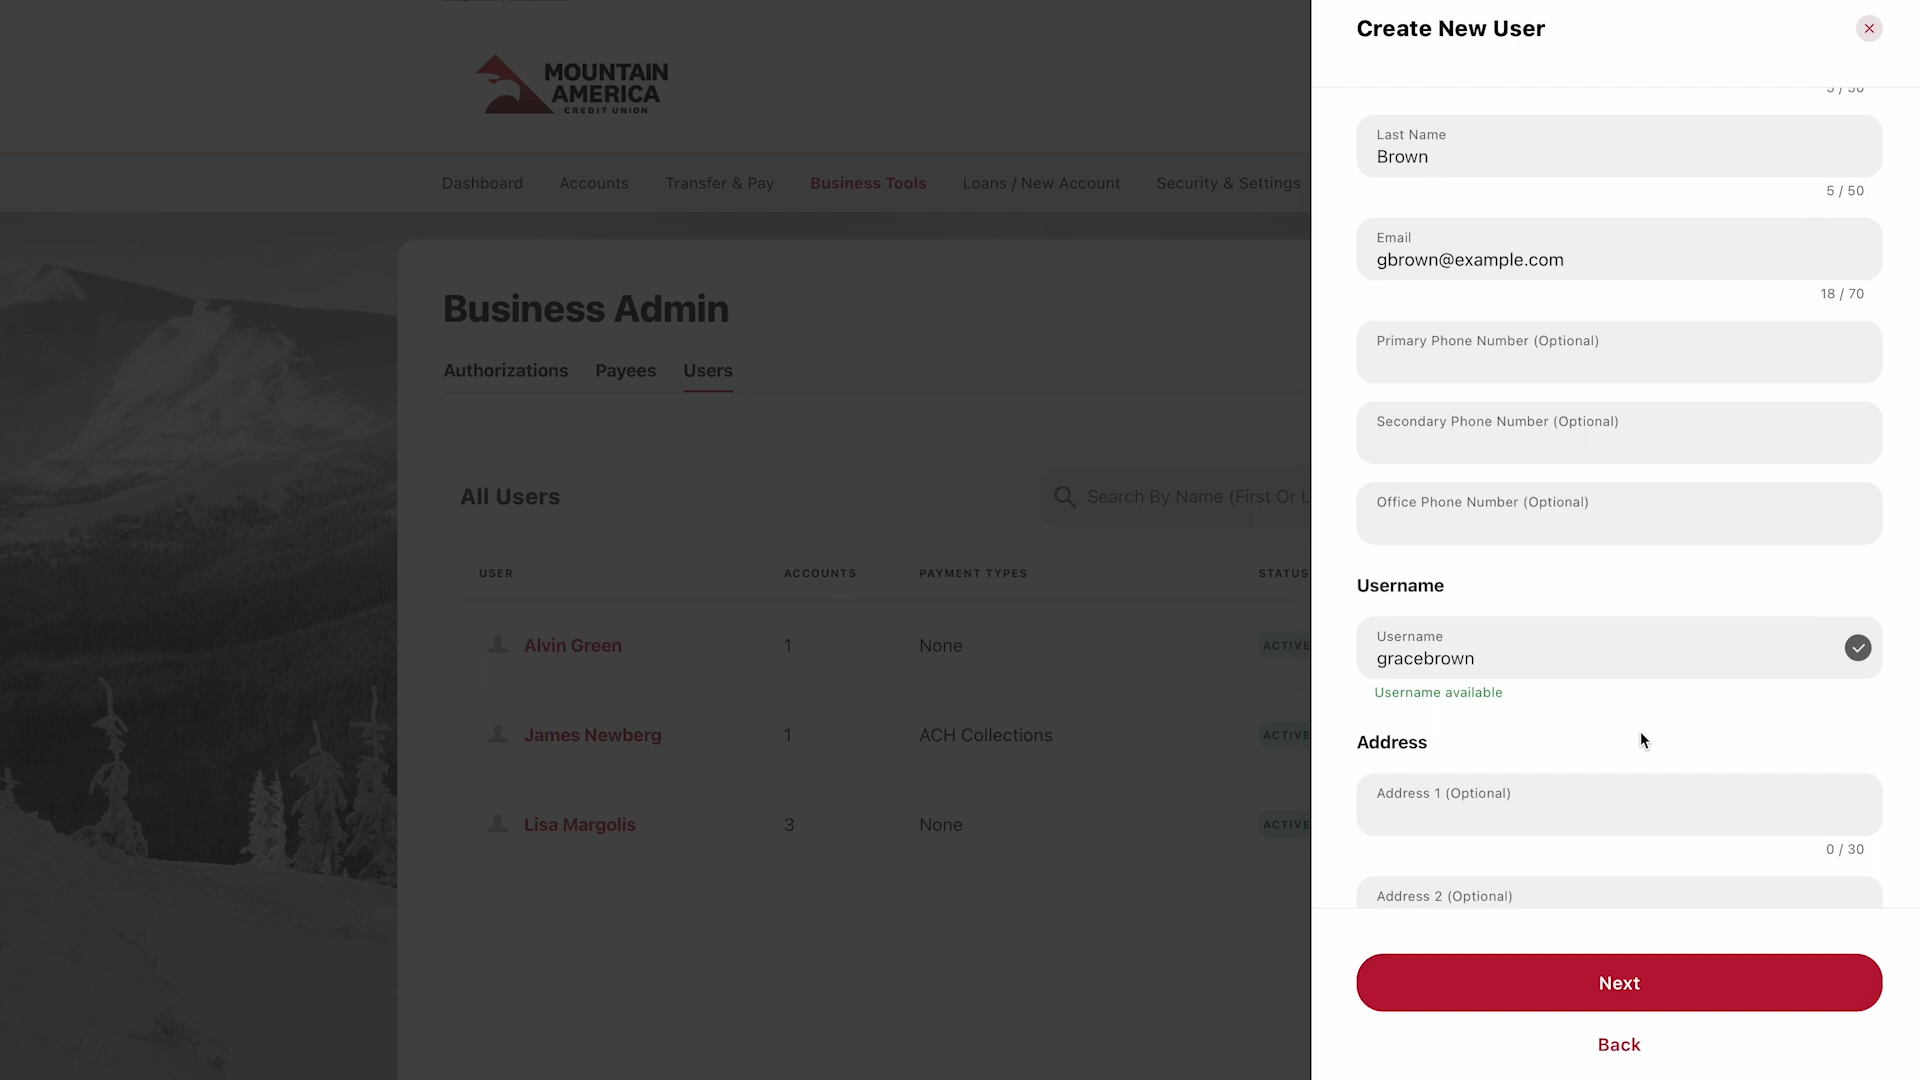 MOUNTAIN
AMERICA
CREDIT UNION
Dashboard
Accounts
Transfer & Pay
Business Tools
Loans / New Account
Security & Settings
Business Admin
Authorizations
Payees
Users
All Users
Search By Name (First Or L
USER
ACCOUNTS
PAYMENT TYPES
STATUS
Alvin Green
1
None
ACTIVE
James Newberg
1
ACH Collections
ACTIVE
Lisa Margolis
3
None
ACTIVE
Create New User
5 / 50
Last Name
Brown
5 / 50
Email
gbrown@example.com
18 / 70
Primary Phone Number (Optional)
Secondary Phone Number (Optional)
Office Phone Number (Optional)
Username
Username
gracebrown
Username available
Address
Address 1 (Optional)
0 / 30
Address 2 (Optional)
Next
Back